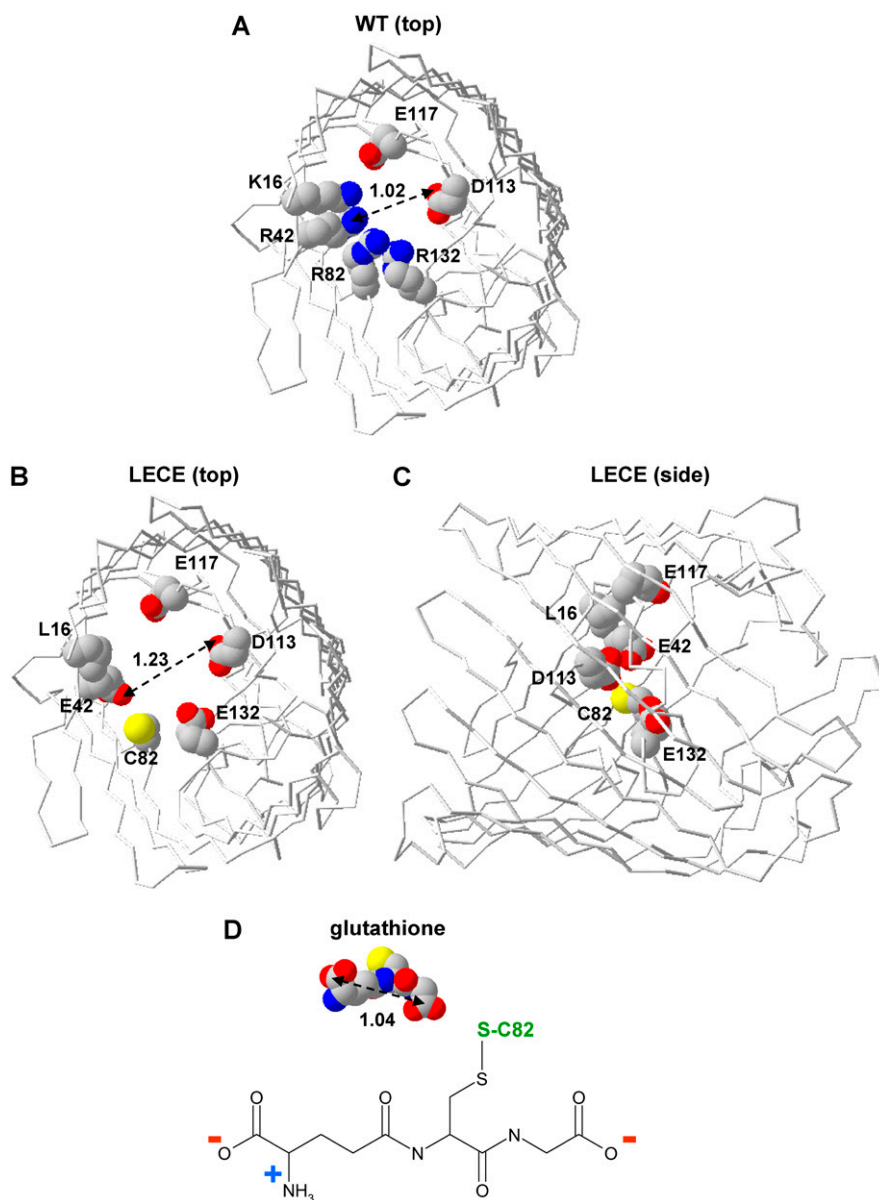 A
WT (top)
E117
K16
1.02
D113
R42
R82
R132
B
LECE (top)
C
LECE (side)
E117
L16
1.23
D113
E42
E132
C82
E117
L16
E42
D113
C82
E132
D
glutathione
1.04
S-C82
S
O
O
O
- O
N
N
O -
+
NH3
O